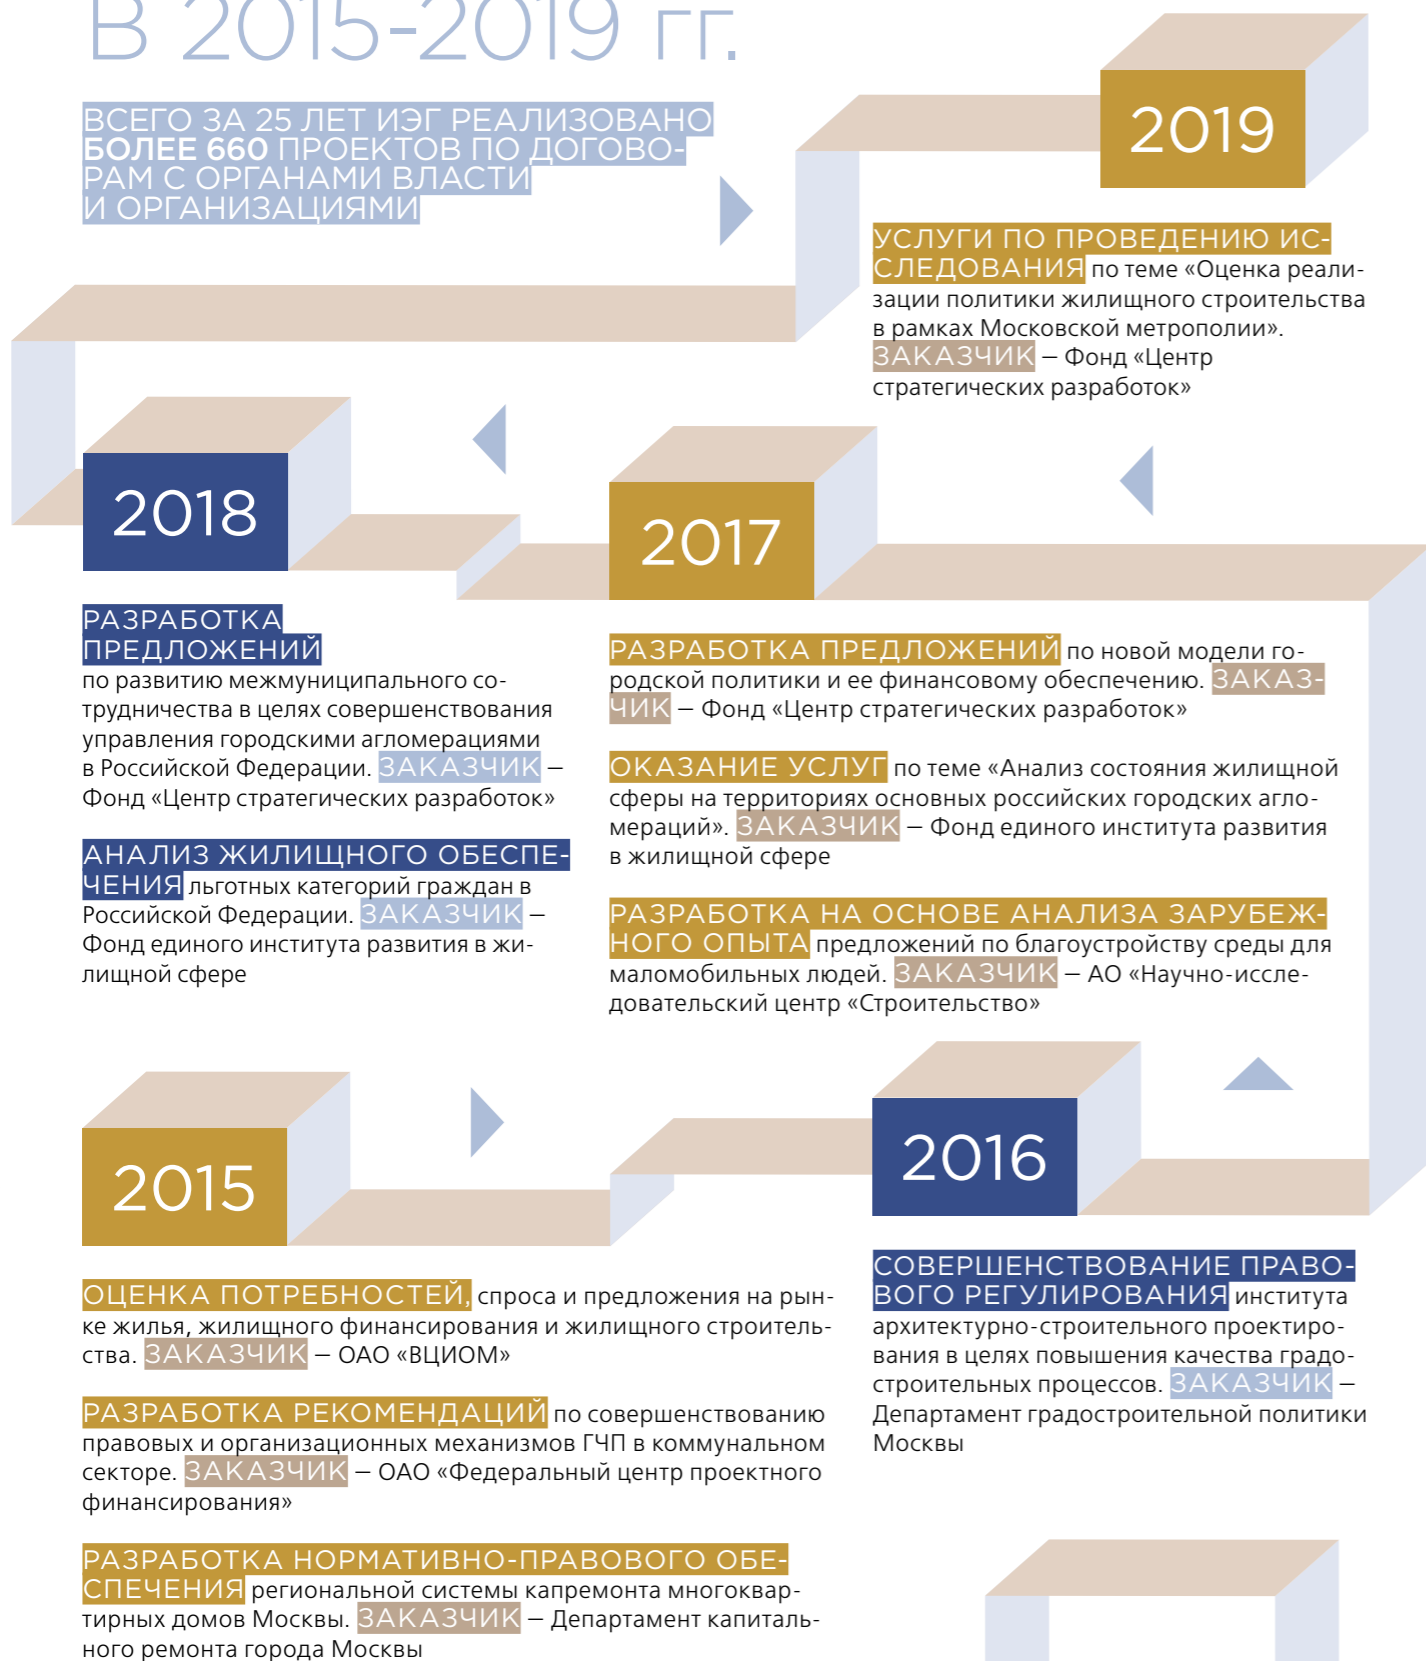 В 2015-2019 гг.
ВСЕГО ЗА 25 ЛЕТ ИЭГ РЕАЛИЗОВАНО
БОЛЕЕ 660 ПРОЕКТОВ ПО ДОГОВО-
РАМ С ОРГАНАМИ ВЛАСТИ
И ОРГАНИЗАЦИЯМИ
2019
УСЛУГИ ПО ПРОВЕДЕНИЮ ИС-
СЛЕДОВАНИЯ по теме «Оценка реали-
зации политики жилищного строительства
в рамках Московской метрополии».
ЗАКАЗЧИК – Фонд «Центр
стратегических разработок»
2018
РАЗРАБОТКА
ПРЕДЛОЖЕНИЙ
по развитию межмуниципального со-
трудничества в целях совершенствования
управления городскими агломерациями
в Российской Федерации. ЗАКАЗЧИК –
Фонд «Центр стратегических разработок»
АНАЛИЗ ЖИЛИЩНОГО ОБЕСПЕ-
ЧЕНИЯ льготных категорий граждан в
Российской Федерации. ЗАКАЗЧИК –
Фонд единого института развития в жи-
лищной сфере
2017
РАЗРАБОТКА ПРЕДЛОЖЕНИЙ по новой модели го-
родской политики и ее финансовому обеспечению. ЗАКАЗ-
ЧИК – Фонд «Центр стратегических разработок»
ОКАЗАНИЕ УСЛУГ по теме «Анализ состояния жилищной
сферы на территориях основных российских городских агло-
мераций». ЗАКАЗЧИК – Фонд единого института развития
в жилищной сфере
РАЗРАБОТКА НА ОСНОВЕ АНАЛИЗА ЗАРУБЕЖ-
НОГО ОПЫТА предложений по благоустройству среды для
маломобильных людей. ЗАКАЗЧИК – АО «Научно-иссле-
довательский центр «Строительство»
2015
ОЦЕНКА ПОТРЕБНОСТЕЙ, спроса и предложения на рын-
ке жилья, жилищного финансирования и жилищного строитель-
ства. ЗАКАЗЧИК – ОАО «ВЦИОМ»
РАЗРАБОТКА РЕКОМЕНДАЦИЙ по совершенствованию
правовых и организационных механизмов ГЧП в коммунальном
секторе. ЗАКАЗЧИК – ОАО «Федеральный центр проектного
финансирования»
РАЗРАБОТКА НОРМАТИВНО-ПРАВОВОГО ОБЕ-
СПЕЧЕНИЯ региональной системы капремонта многоквар-
тирных домов Москвы. ЗАКАЗЧИК – Департамент капиталь-
ного ремонта города Москвы
2016
СОВЕРШЕНСТВОВАНИЕ ПРАВО-
ВОГО РЕГУЛИРОВАНИЯ института
архитектурно-строительного проектиро-
вания в целях повышения качества градо-
строительных процессов. ЗАКАЗЧИК –
Департамент градостроительной политики
Москвы